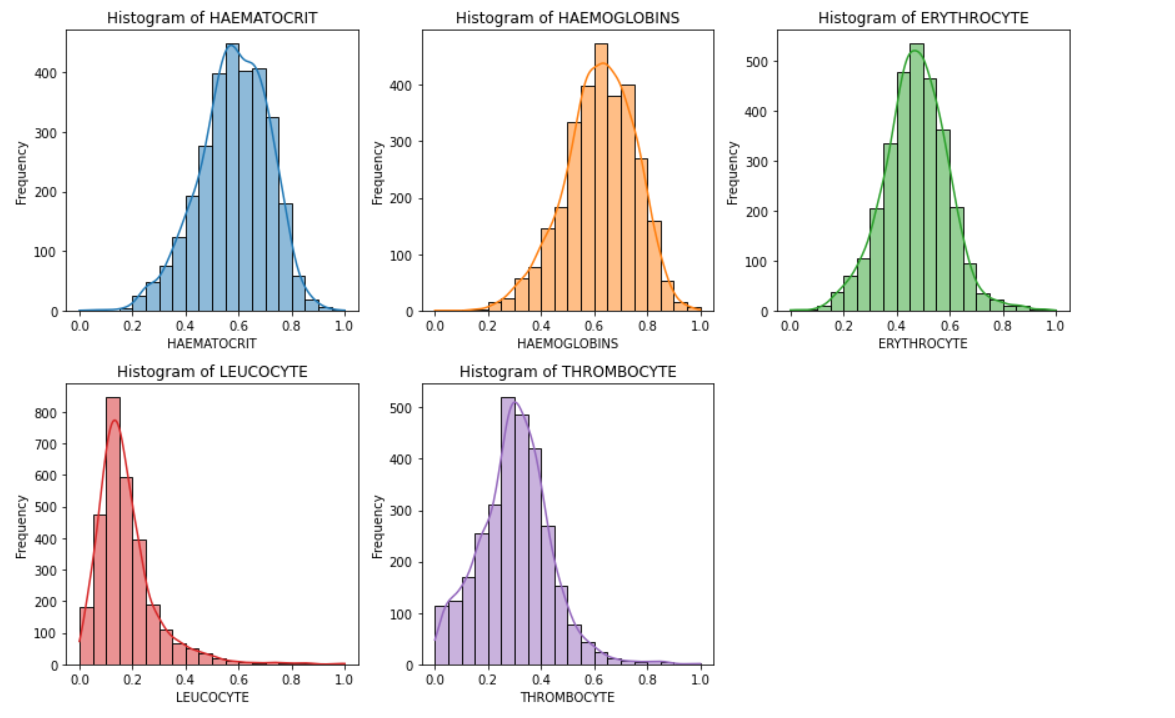 Histogram of HAEMATOCRIT
Frequency
400
300
200
100
0
0.0 0.2 0.4 0.6 0.8 1.0
HAEMATOCRIT
Histogram of HAEMOGLOBINS
Frequency
400
300
200
100
0
0.0 0.2 0.4 0.6 0.8 1.0
HAEMOGLOBINS
Histogram of ERYTHROCYTE
Frequency
500
400
300
200
100
0
0.0 0.2 0.4 0.6 0.8 1.0
ERYTHROCYTE
Histogram of LEUCOCYTE
Frequency
800
700
600
500
400
300
200
100
0
0.0 0.2 0.4 0.6 0.8 1.0
LEUCOCYTE
Histogram of THROMBOCYTE
Frequency
500
400
300
200
100
0
0.0 0.2 0.4 0.6 0.8 1.0
THROMBOCYTE